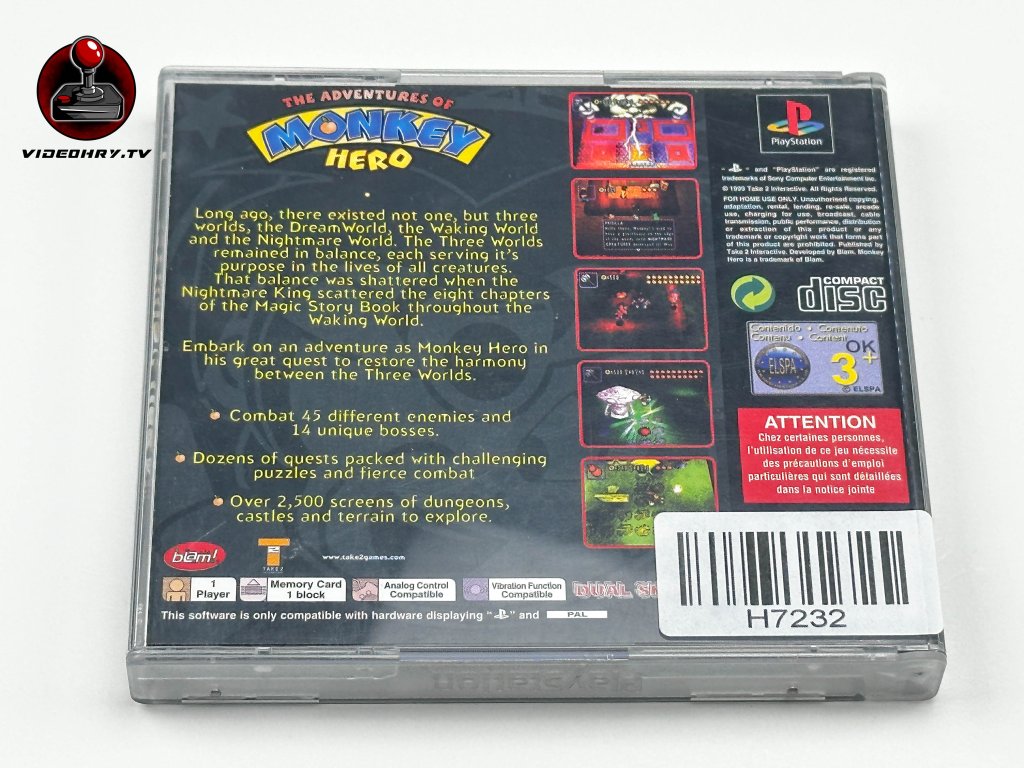 VIDEOHRY.TV
THE ADVENTURES OF
MONKEY
HERO
Long ago, there existed not one, but three
worlds, the DreamWorld, the Waking World
and the Nightmare World. The Three Worlds
remained in balance, each serving it's
purpose in the lives of all creatures.
That balance was shattered when the
Nightmare King scattered the eight chapters
of the Magic Story Book throughout the
Waking World.
Embark on an adventure as Monkey Hero in
his great quest to restore the harmony
between the Three Worlds.
Combat 45 different enemies and
14 unique bosses.
Dozens of quests packed with challenging
puzzles and fierce combat
Over 2,500 screens of dungeons,
castles and terrain to explore.
blam!
T
TAKE 2
www.take2games.com
1
Player
Memory Card
1 block
Analog Control
Compatible
Vibration Function
Compatible
DUAL
This software is only compatible with hardware displaying " " and PAL
PlayStation
" " and "PlayStation" are registered
trademarks of Sony Computer Entertainment Inc.
© 1999 Take 2 Interactive. All Rights Reserved.
FOR HOME USE ONLY. Unauthorised copying,
adaptation, rental, lending, re-sale, arcade
use, charging for use, broadcast, cable
transmission, public performance, distribution
or extraction of this product or any
trademark or copyright work that forms part
of this product are prohibited. Published by
Take 2 Interactive. Developed by Blam. Monkey
Hero is a trademark of Blam.
COMPACT
disc
Contenido • Contenuto
Contenu • Content
ELSPA
OK
3+
© ELSPA
ATTENTION
Chez certaines personnes,
l'utilisation de ce jeu nécessite
des précautions d'emploi
particulières qui sont détaillées
dans la notice jointe
H7232
PlayStation